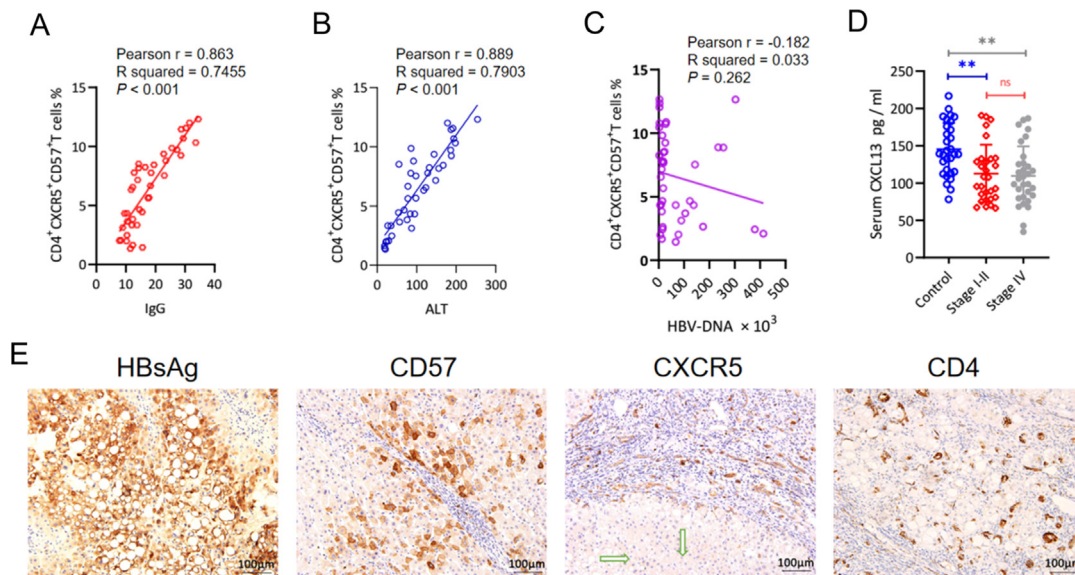 A
Pearson r = 0.863
R squared = 0.7455
P < 0.001
CD4+CXCR5+CD57+T cells %
15
10
5
0
0 10 20 30 40
IgG
B
Pearson r = 0.889
R squared = 0.7903
P < 0.001
CD4+CXCR5+CD57+T cells %
15
10
5
0
0 100 200 300
ALT
C
Pearson r = -0.182
R squared = 0.033
P = 0.262
CD4+CXCR5+CD57+T cells %
15
10
5
0
0 100 200 300 400 500
HBV-DNA × 10³
D
**
**
ns
Serum CXCL13 pg / ml
250
200
150
100
50
0
Control
Stage I-II
Stage IV
E
HBsAg
CD57
CXCR5
CD4
100μm
100μm
100μm
100μm